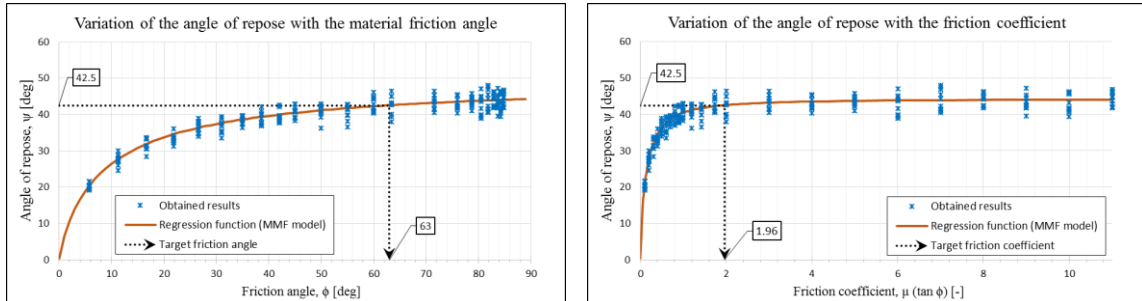 Variation of the angle of repose with the material friction angle
60
50
40
30
20
10
0
Angle of repose, ψ [deg]
42.5
63
Obtained results
Regression function (MMF model)
Target friction angle
0 10 20 30 40 50 60 70 80 90
Friction angle, ϕ [deg]
Variation of the angle of repose with the friction coefficient
60
50
40
30
20
10
0
Angle of repose, ψ [deg]
42.5
1.96
Obtained results
Regression function (MMF model)
Target friction coefficient
0 2 4 6 8 10
Friction coefficient, μ (tan ϕ) [-]